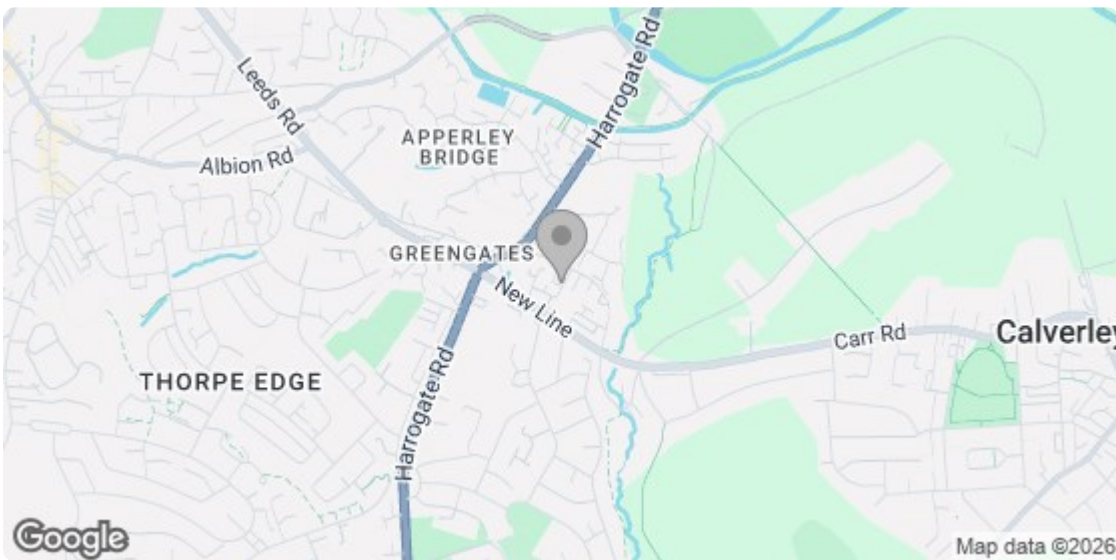 Harrogate Rd
Leeds Rd
APPERLEY
BRIDGE
Albion Rd
GREENGATES
New Line
Carr Rd
Calverley
THORPE EDGE
Harrogate Rd
Google
Map data ©2026